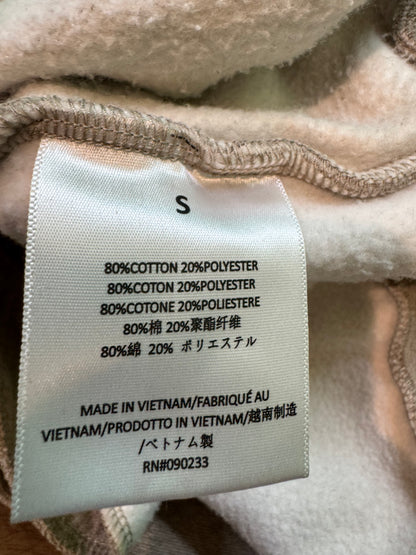 S
80%COTTON 20%POLYESTER
80%COTON 20%POLYESTER
80%COTONE 20%POLIESTERE
80%棉 20%聚酯纤维
80%綿 20% ポリエステル
MADE IN VIETNAM/FABRIQUÉ AU
VIETNAM/PRODOTTO IN VIETNAM/越南制造
/ベトナム製
RN#090233